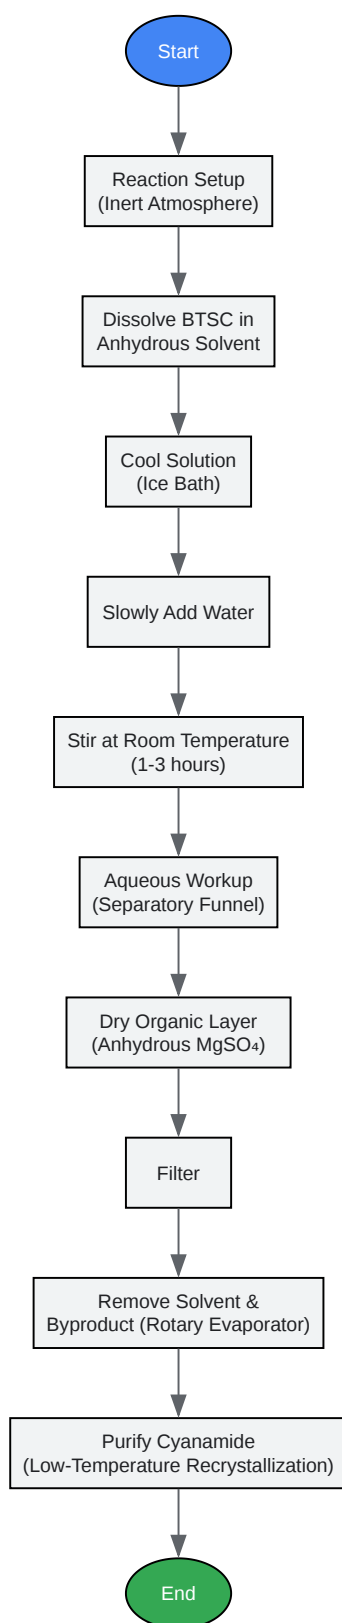 Start
Reaction Setup
(Inert Atmosphere)
Dissolve BTSC in
Anhydrous Solvent
Cool Solution
(Ice Bath)
Slowly Add Water
Stir at Room Temperature
(1-3 hours)
Aqueous Workup
(Separatory Funnel)
Dry Organic Layer
(Anhydrous MgSO₄)
Filter
Remove Solvent &
Byproduct (Rotary Evaporator)
Purify Cyanamide
(Low-Temperature Recrystallization)
End